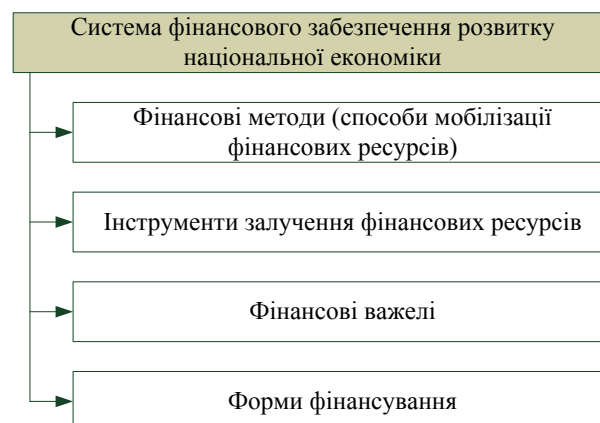 Система фінансового забезпечення розвитку
національної економіки
Фінансові методи (способи мобілізації
фінансових ресурсів)
Інструменти залучення фінансових ресурсів
Фінансові важелі
Форми фінансування